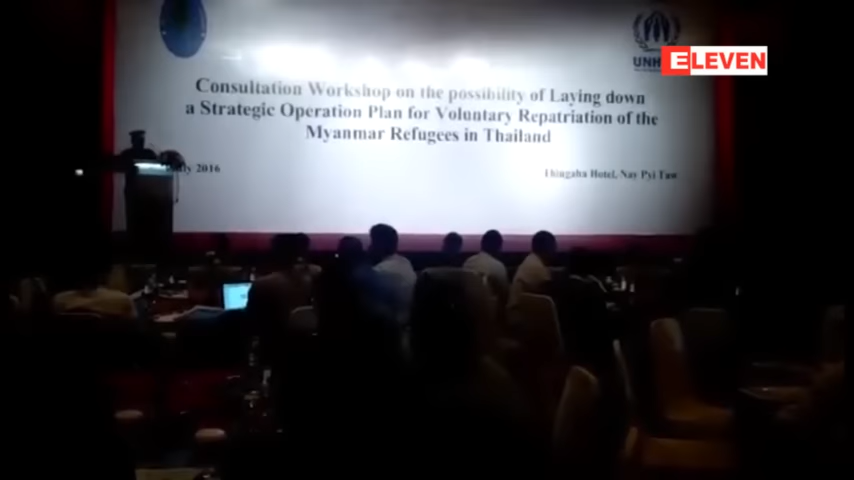 UNH
ELEVEN
Consultation Workshop on the possibility of Laying down
a Strategic Operation Plan for Voluntary Repatriation of the
Myanmar Refugees in Thailand
2016
Thingaha Hotel, Nay Pyi Taw